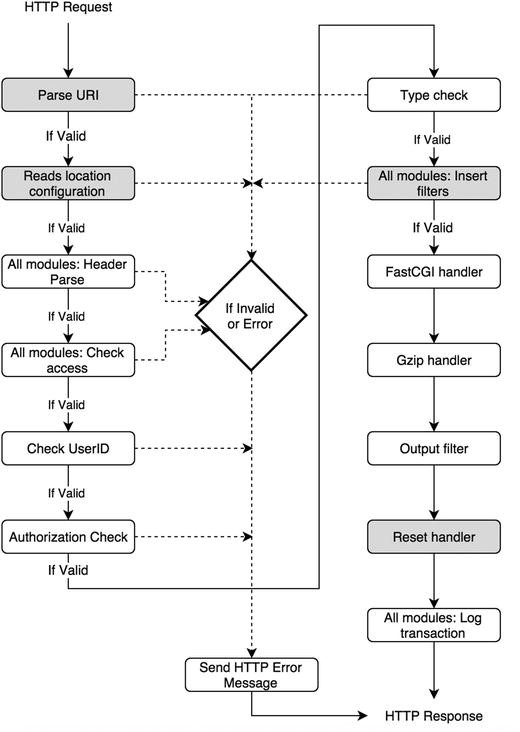 HTTP Request
Parse URI
If Valid
Reads location
configuration
If Valid
All modules: Header
Parse
If Valid
All modules: Check
access
If Valid
Check UserID
If Valid
Authorization Check
If Valid
If Invalid
or Error
Send HTTP Error
Message
Type check
If Valid
All modules: Insert
filters
If Valid
FastCGI handler
Gzip handler
Output filter
Reset handler
All modules: Log
transaction
HTTP Response